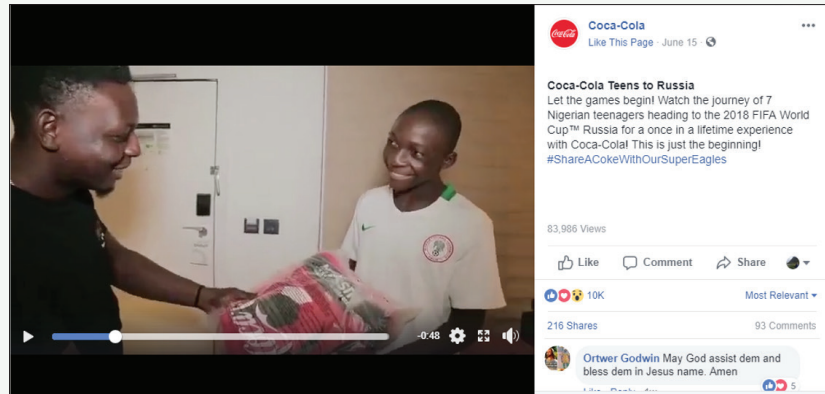 Coca-Cola
Like This Page · June 15 ·
Coca-Cola Teens to Russia
Let the games begin! Watch the journey of 7
Nigerian teenagers heading to the 2018 FIFA World
Cup™ Russia for a once in a lifetime experience
with Coca-Cola! This is just the beginning!
#ShareACokeWithOurSuperEagles
83,986 Views
Like Comment Share
10K Most Relevant
216 Shares 93 Comments
Ortwer Godwin May God assist dem and
bless dem in Jesus name. Amen
5
-0:48